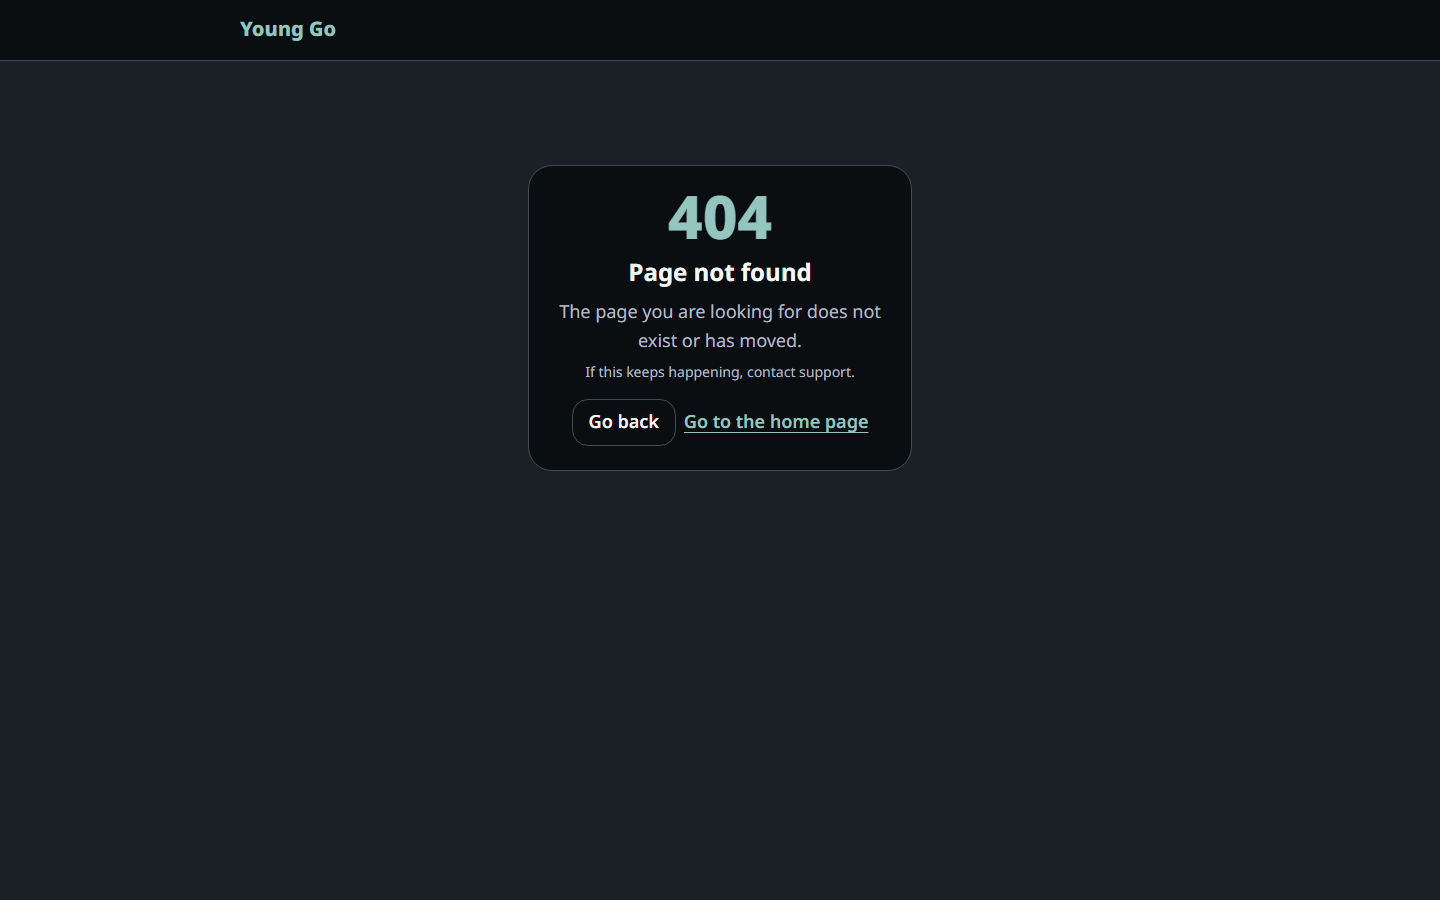 Young Go
404
Page not found
The page you are looking for does not
exist or has moved.
If this keeps happening, contact support.
Go back
Go to the home page